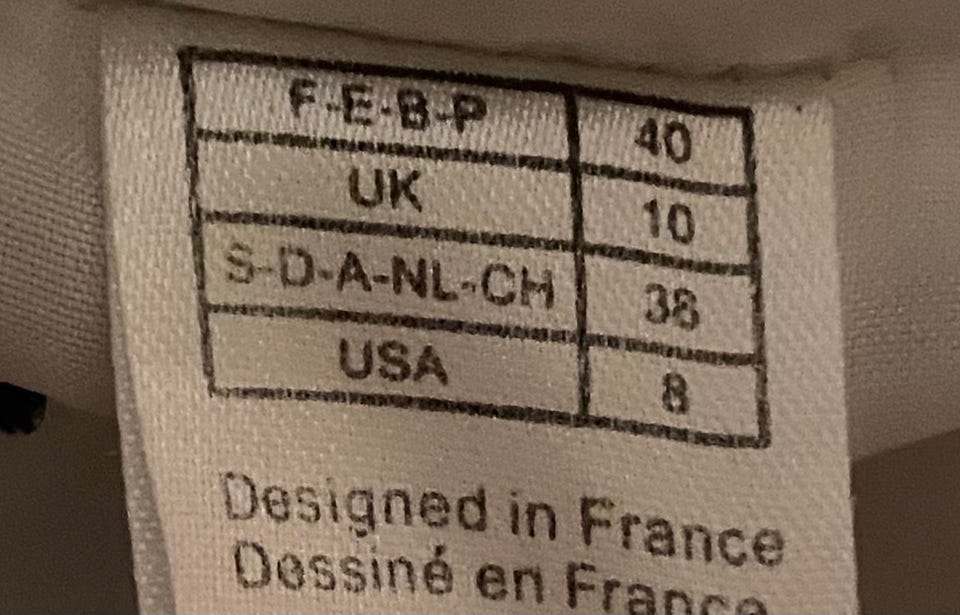 F-E-B-P 40
UK 10
S-D-A-NL-CH 38
USA 8
Designed in France
Dessiné en France